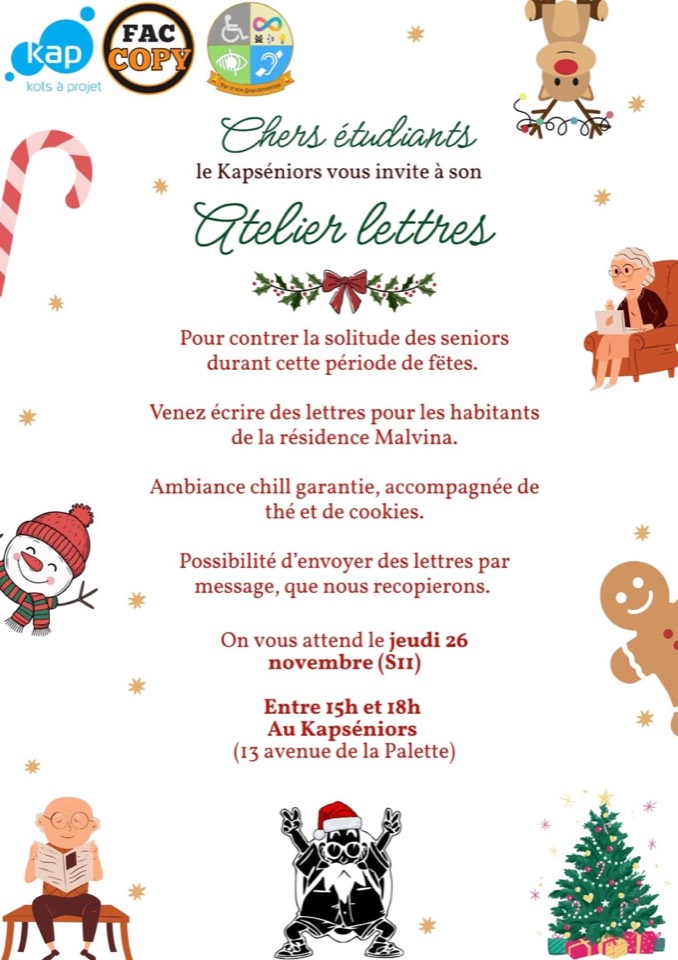 kap
kots à projet
FAC
COPY
Chers étudiants
le Kapséniors vous invite à son
Atelier lettres
Pour contrer la solitude des seniors
durant cette période de fêtes.
Venez écrire des lettres pour les habitants
de la résidence Malvina.
Ambiance chill garantie, accompagnée de
thé et de cookies.
Possibilité d’envoyer des lettres par
message, que nous recopierons.
On vous attend le jeudi 26
novembre (S11)
Entre 15h et 18h
Au Kapséniors
(13 avenue de la Palette)